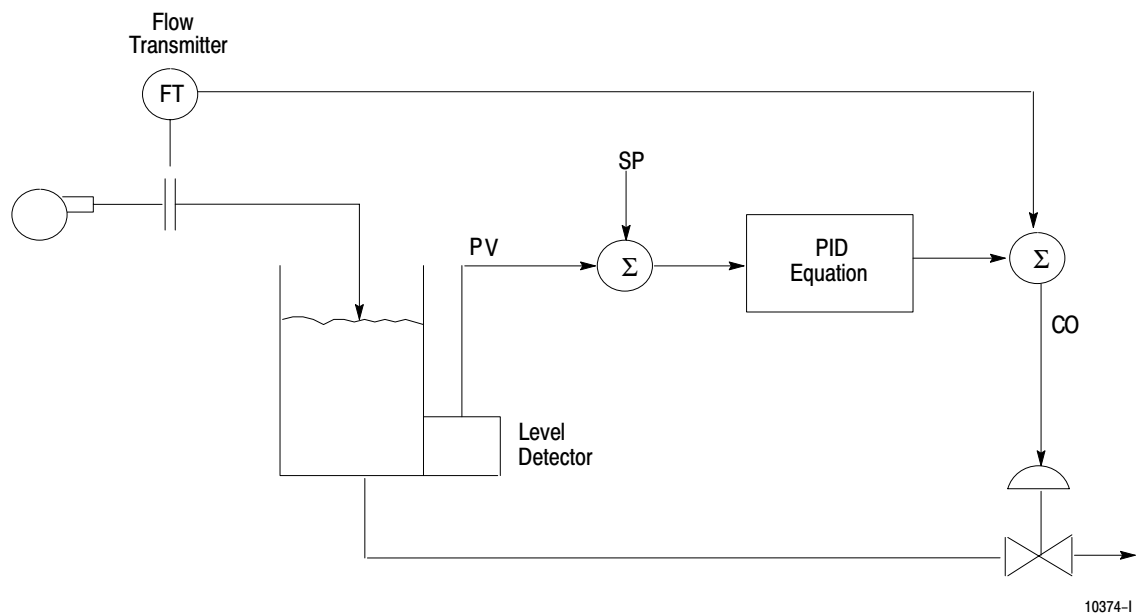 Flow
Transmitter
FT
SP
PV
Σ
PID
Equation
Σ
CO
Level
Detector
10374-I